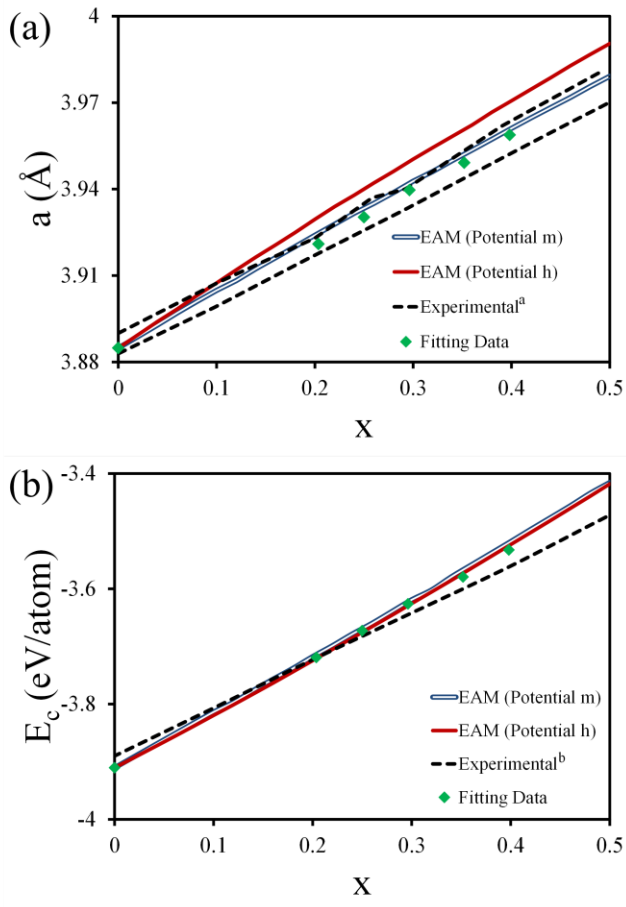 (a)
4
3.97
3.94
3.91
3.88
a (Å)
EAM (Potential m)
EAM (Potential h)
Experimentalᵃ
Fitting Data
0 0.1 0.2 0.3 0.4 0.5
X
(b)
-3.4
-3.6
-3.8
-4
E_c (eV/atom)
EAM (Potential m)
EAM (Potential h)
Experimentalᵇ
Fitting Data
0 0.1 0.2 0.3 0.4 0.5
X